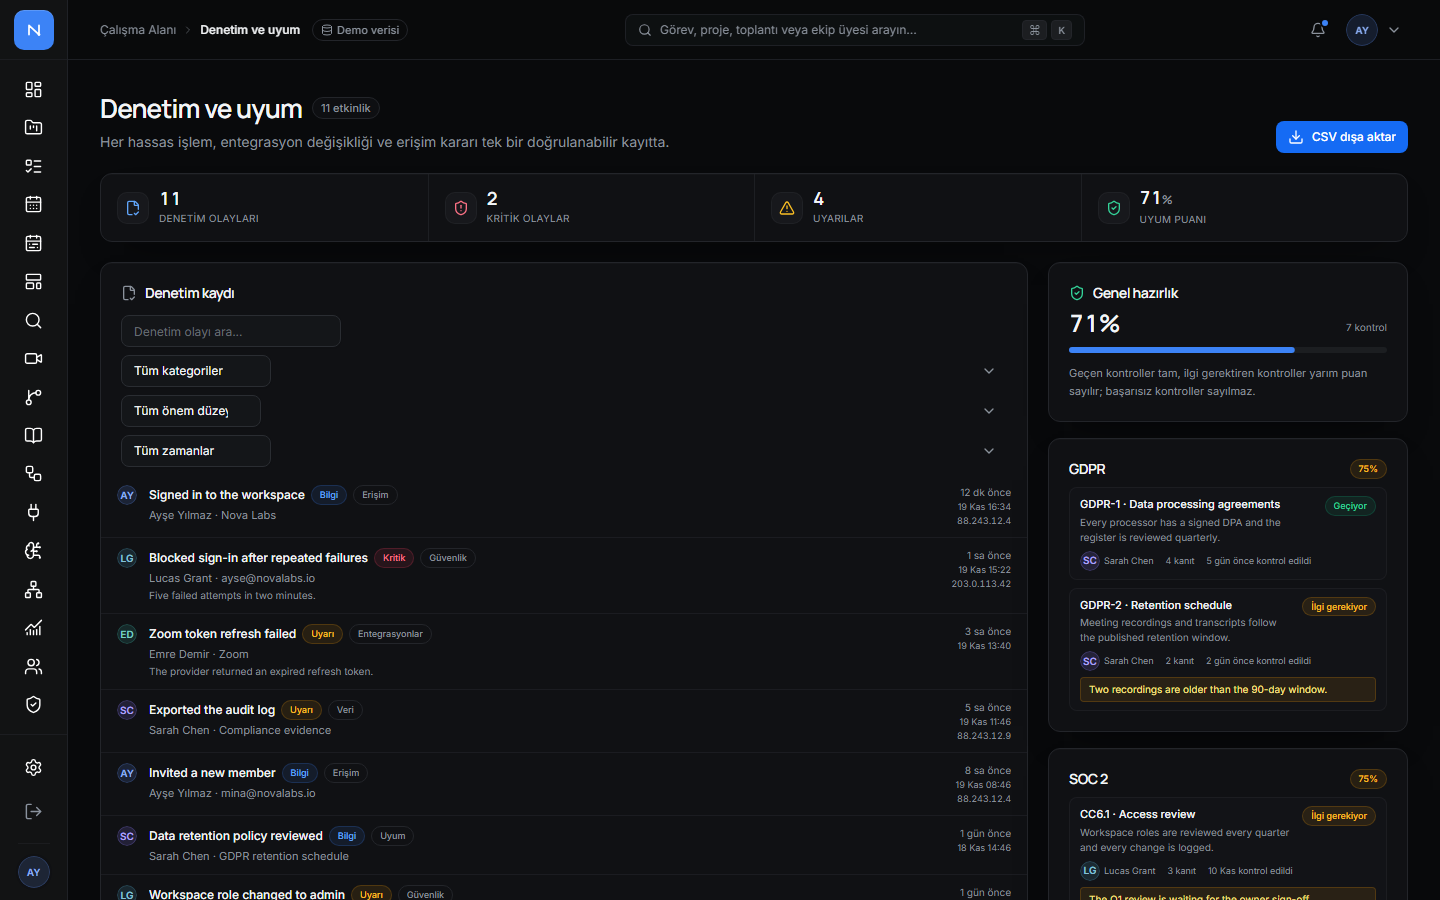 N
Çalışma Alanı
Denetim ve uyum
Demo verisi
Görev, proje, toplantı veya ekip üyesi arayın...
⌘
K
AY
Denetim ve uyum
11 etkinlik
Her hassas işlem, entegrasyon değişikliği ve erişim kararı tek bir doğrulanabilir kayıtta.
CSV dışa aktar
11
DENETİM OLAYLARI
2
KRİTİK OLAYLAR
4
UYARILAR
71%
UYUM PUANI
Denetim kaydı
Denetim olayı ara...
Tüm kategoriler
Tüm önem düzey
Tüm zamanlar
AY
Signed in to the workspace
Bilgi
Erişim
Ayşe Yılmaz · Nova Labs
12 dk önce
19 Kas 16:34
88.243.12.4
LG
Blocked sign-in after repeated failures
Kritik
Güvenlik
Lucas Grant · ayse@novalabs.io
Five failed attempts in two minutes.
1 sa önce
19 Kas 15:22
203.0.113.42
ED
Zoom token refresh failed
Uyarı
Entegrasyonlar
Emre Demir · Zoom
The provider returned an expired refresh token.
3 sa önce
19 Kas 13:40
SC
Exported the audit log
Uyarı
Veri
Sarah Chen · Compliance evidence
5 sa önce
19 Kas 11:46
88.243.12.9
AY
Invited a new member
Bilgi
Erişim
Ayşe Yılmaz · mina@novalabs.io
8 sa önce
19 Kas 08:46
88.243.12.4
SC
Data retention policy reviewed
Bilgi
Uyum
Sarah Chen · GDPR retention schedule
1 gün önce
18 Kas 14:46
LG
Workspace role changed to admin
Uyarı
Güvenlik
1 gün önce
AY
Genel hazırlık
71%
7 kontrol
Geçen kontroller tam, ilgi gerektiren kontroller yarım puan
sayılır; başarısız kontroller sayılmaz.
GDPR
75%
GDPR-1 · Data processing agreements
Geçiyor
Every processor has a signed DPA and the
register is reviewed quarterly.
SC
Sarah Chen
4 kanıt
5 gün önce kontrol edildi
GDPR-2 · Retention schedule
İlgi gerekiyor
Meeting recordings and transcripts follow
the published retention window.
SC
Sarah Chen
2 kanıt
2 gün önce kontrol edildi
Two recordings are older than the 90-day window.
SOC 2
75%
CC6.1 · Access review
İlgi gerekiyor
Workspace roles are reviewed every quarter
and every change is logged.
LG
Lucas Grant
3 kanıt
10 Kas kontrol edildi
The Q1 review is waiting for the owner sign-off.